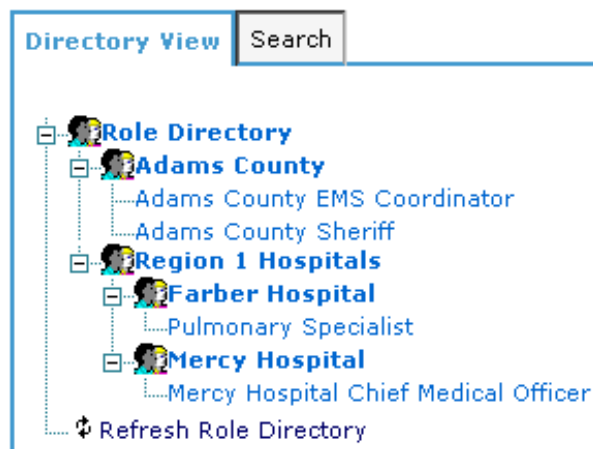 Directory View Search
Role Directory
Adams County
Adams County EMS Coordinator
Adams County Sheriff
Region 1 Hospitals
Farber Hospital
Pulmonary Specialist
Mercy Hospital
Mercy Hospital Chief Medical Officer
Refresh Role Directory